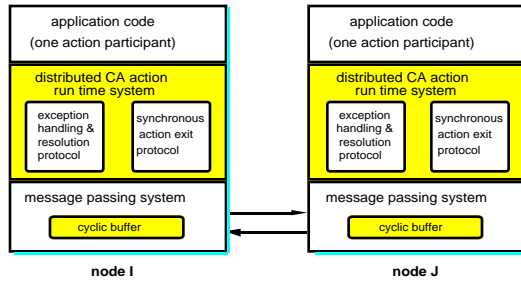 application code
(one action participant)
distributed CA action
run time system
exception
handling &
resolution
protocol
synchronous
action exit
protocol
message passing system
cyclic buffer
node I
application code
(one action participant)
distributed CA action
run time system
exception
handling &
resolution
protocol
synchronous
action exit
protocol
message passing system
cyclic buffer
node J